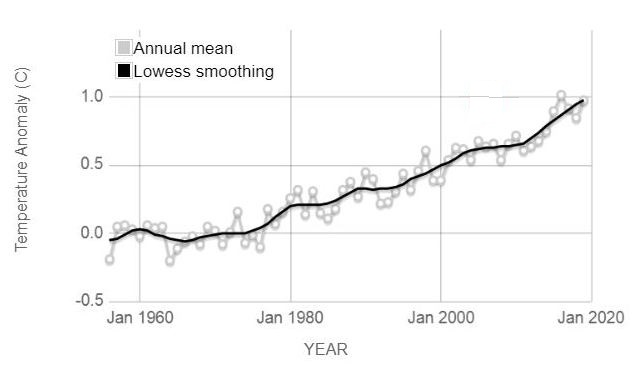 Annual mean
Lowess smoothing
Temperature Anomaly (C)
1.0
0.5
0.0
-0.5
Jan 1960
Jan 1980
Jan 2000
Jan 2020
YEAR